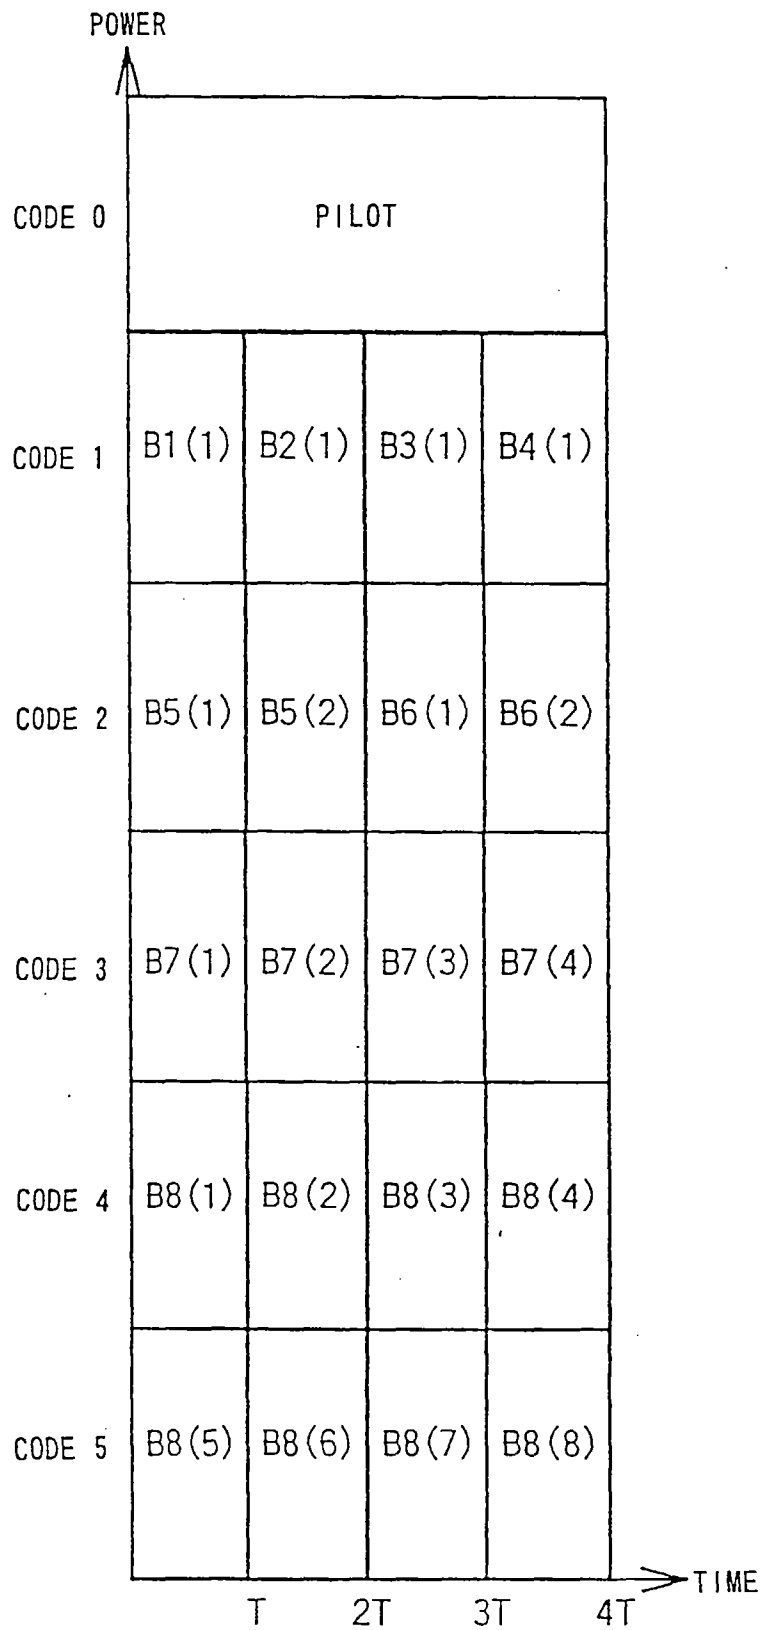 POWER
CODE 0 PILOT
CODE 1 B1(1) B2(1) B3(1) B4(1)
CODE 2 B5(1) B5(2) B6(1) B6(2)
CODE 3 B7(1) B7(2) B7(3) B7(4)
CODE 4 B8(1) B8(2) B8(3) B8(4)
CODE 5 B8(5) B8(6) B8(7) B8(8)
TIME
T 2T 3T 4T